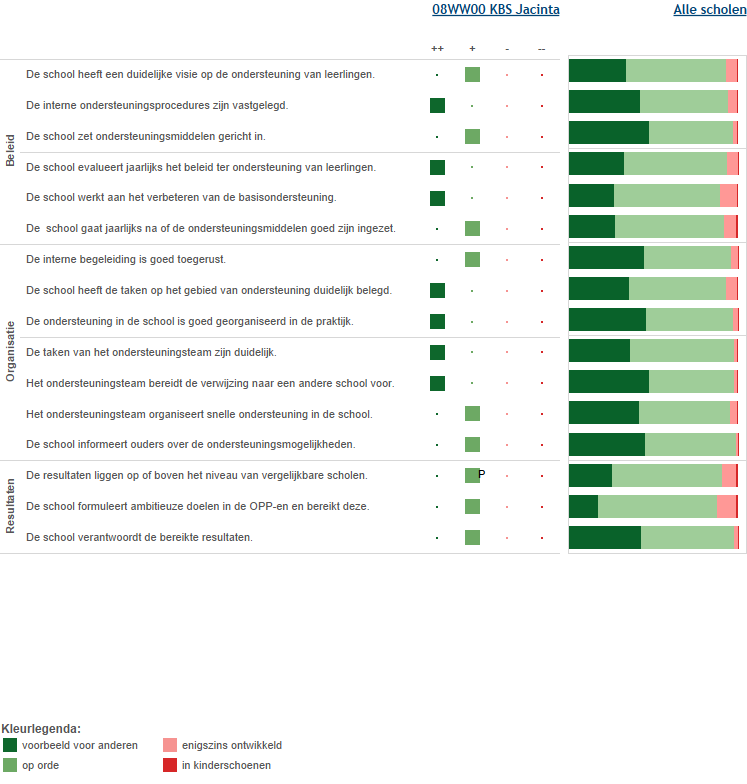 08WW00 KBS Jacinta Alle scholen
++ + - --
Beleid
De school heeft een duidelijke visie op de ondersteuning van leerlingen.
De interne ondersteuningsprocedures zijn vastgelegd.
De school zet ondersteuningsmiddelen gericht in.
De school evalueert jaarlijks het beleid ter ondersteuning van leerlingen.
De school werkt aan het verbeteren van de basisondersteuning.
De  school gaat jaarlijks na of de ondersteuningsmiddelen goed zijn ingezet.
Organisatie
De interne begeleiding is goed toegerust.
De school heeft de taken op het gebied van ondersteuning duidelijk belegd.
De ondersteuning in de school is goed georganiseerd in de praktijk.
De taken van het ondersteuningsteam zijn duidelijk.
Het ondersteuningsteam bereidt de verwijzing naar een andere school voor.
Het ondersteuningsteam organiseert snelle ondersteuning in de school.
De school informeert ouders over de ondersteuningsmogelijkheden.
Resultaten
De resultaten liggen op of boven het niveau van vergelijkbare scholen. P
De school formuleert ambitieuze doelen in de OPP-en en bereikt deze.
De school verantwoordt de bereikte resultaten.
Kleurlegenda:
voorbeeld voor anderen enigszins ontwikkeld
op orde in kinderschoenen